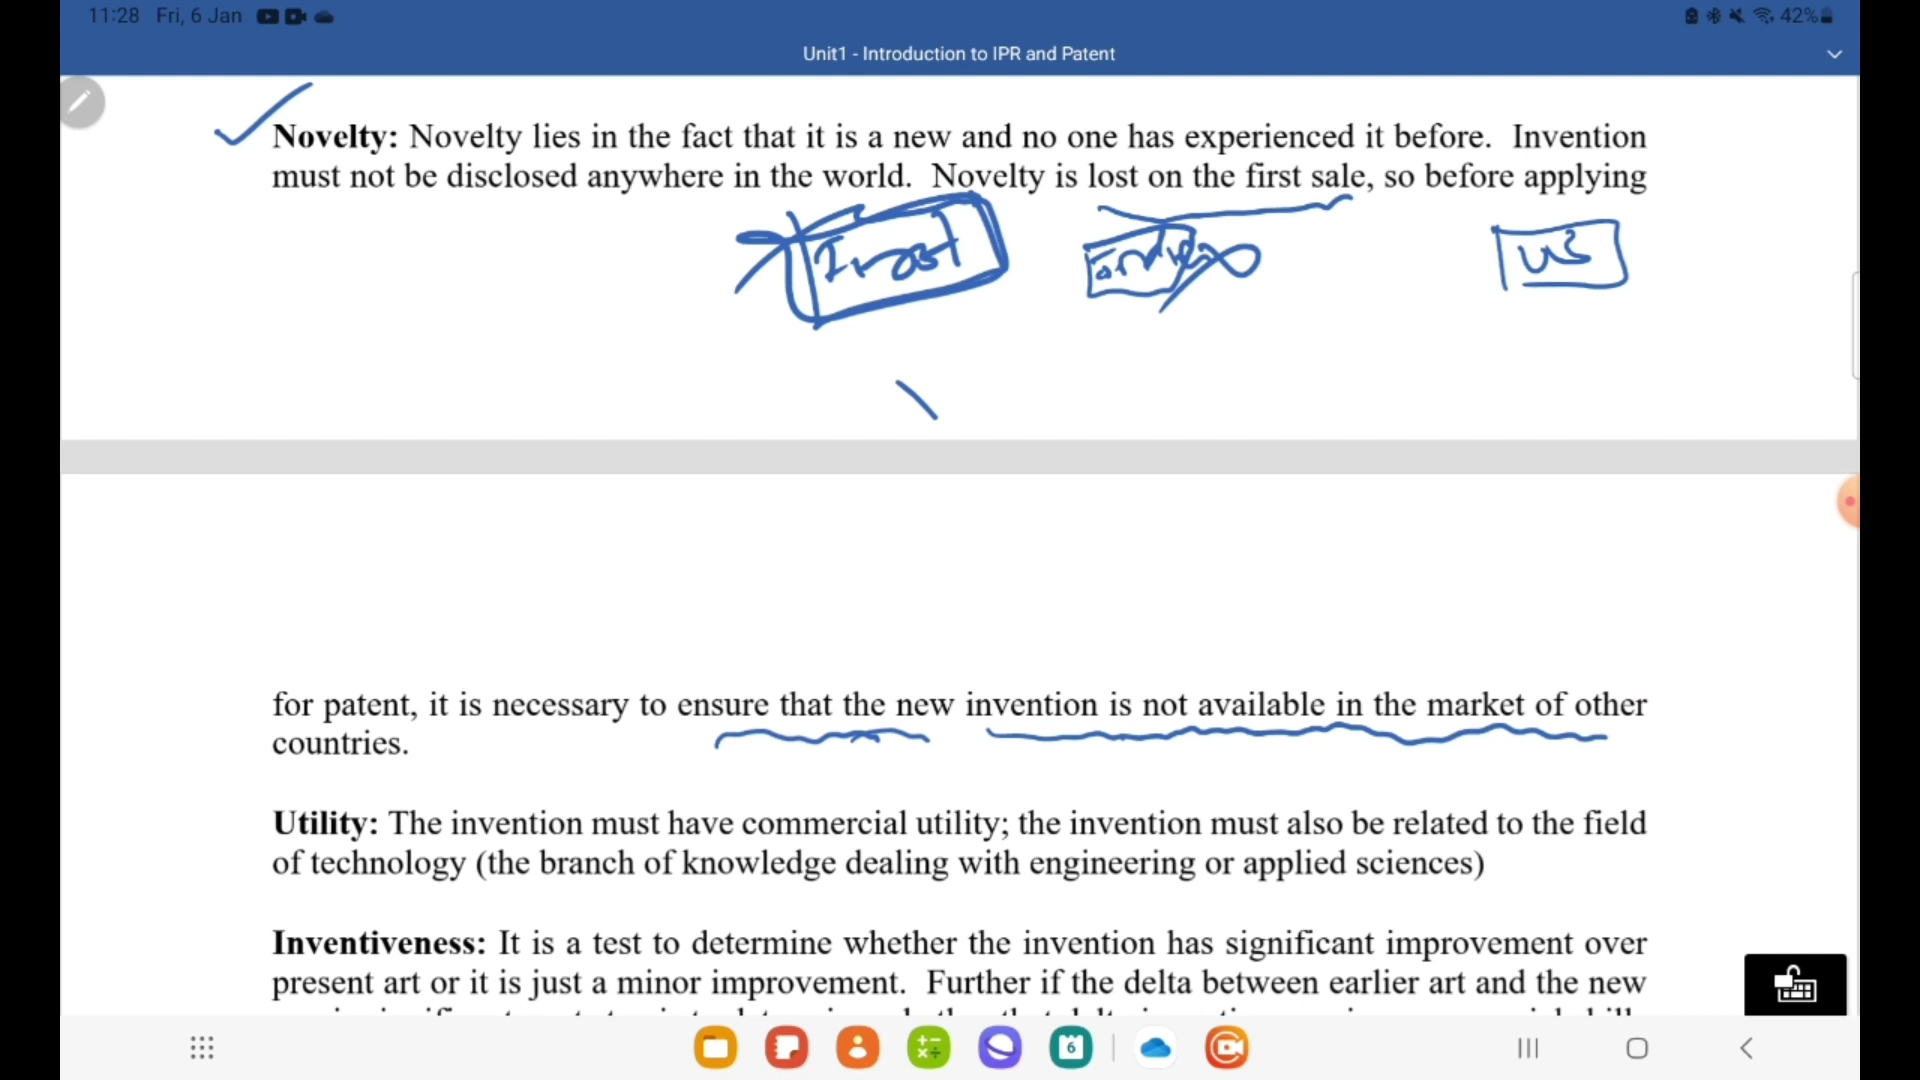 11:28 Fri, 6 Jan 42%
Unit1 - Introduction to IPR and Patent
Novelty: Novelty lies in the fact that it is a new and no one has experienced it before. Invention
must not be disclosed anywhere in the world. Novelty is lost on the first sale, so before applying
US
for patent, it is necessary to ensure that the new invention is not available in the market of other
countries.
Utility: The invention must have commercial utility; the invention must also be related to the field
of technology (the branch of knowledge dealing with engineering or applied sciences)
Inventiveness: It is a test to determine whether the invention has significant improvement over
present art or it is just a minor improvement. Further if the delta between earlier art and the new
6